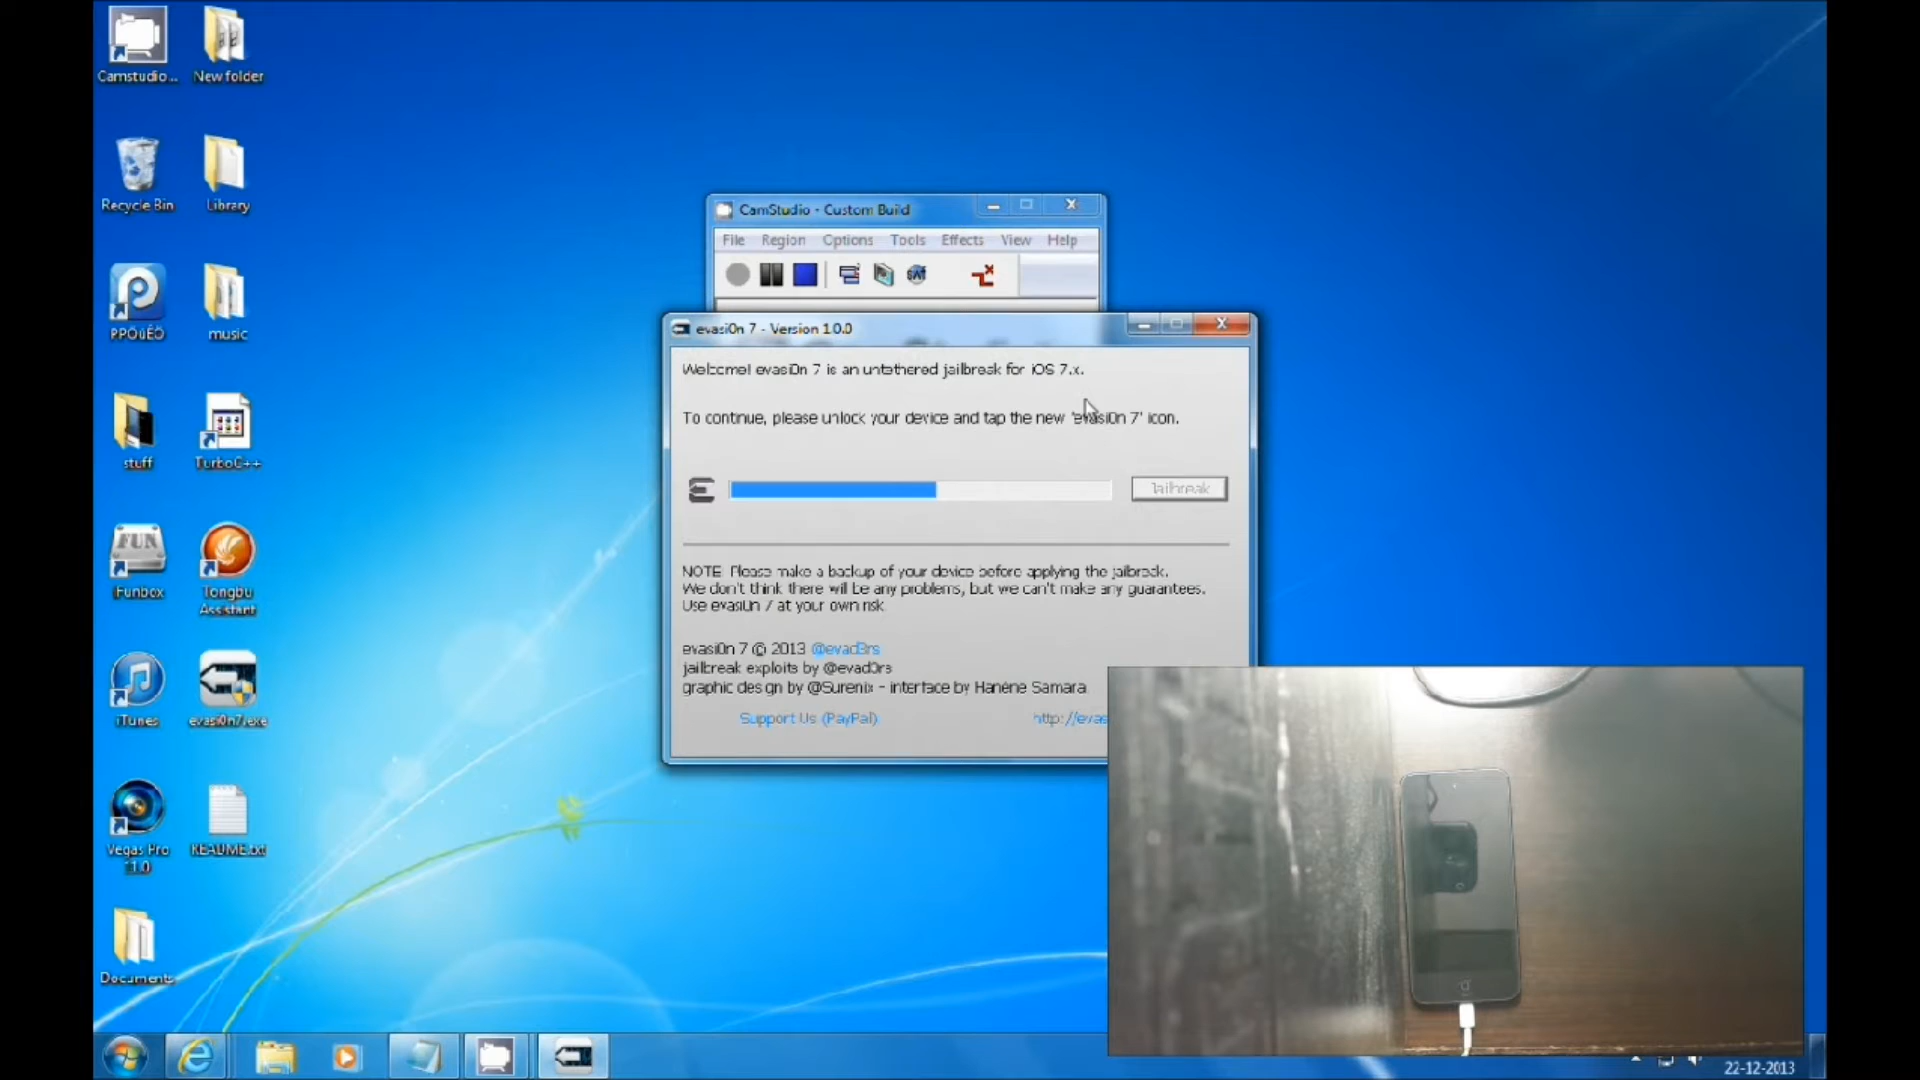 Camstudio...
New folder
Recycle Bin
Library
PPÖúÊÖ
music
stuff
TurboC++
FUN
Funbox
Tongbu
Assistant
iTunes
evasi0n7.exe
Vegas Pro
11.0
README.txt
Documents
CamStudio - Custom Build
File Region Options Tools Effects View Help
evasi0n 7 - Version 1.0.0
Welcome! evasi0n 7 is an untethered jailbreak for iOS 7.x.
To continue, please unlock your device and tap the new 'evasi0n 7' icon.
Jailbreak
NOTE: Please make a backup of your device before applying the jailbreak.
We don't think there will be any problems, but we can't make any guarantees.
Use evasi0n 7 at your own risk.
evasi0n 7 © 2013 @evad3rs
jailbreak exploits by @evad3rs
graphic design by @Surenix - interface by Hanéne Samara
Support Us (PayPal) http://evas
22-12-2013